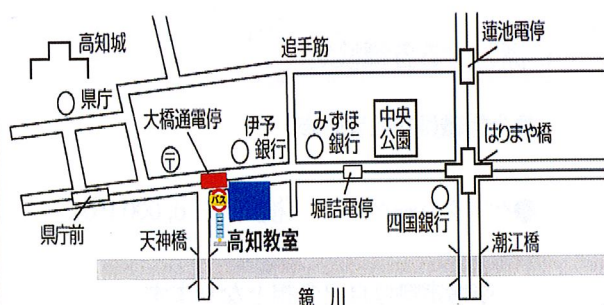 高知城
追手筋
蓮池電停
県庁
大橋通電停
伊予
銀行
みずほ
銀行
中央
公園
はりまや橋
〒
バス
県庁前
堀詰電停
四国銀行
天神橋
高知教室
潮江橋
鏡川